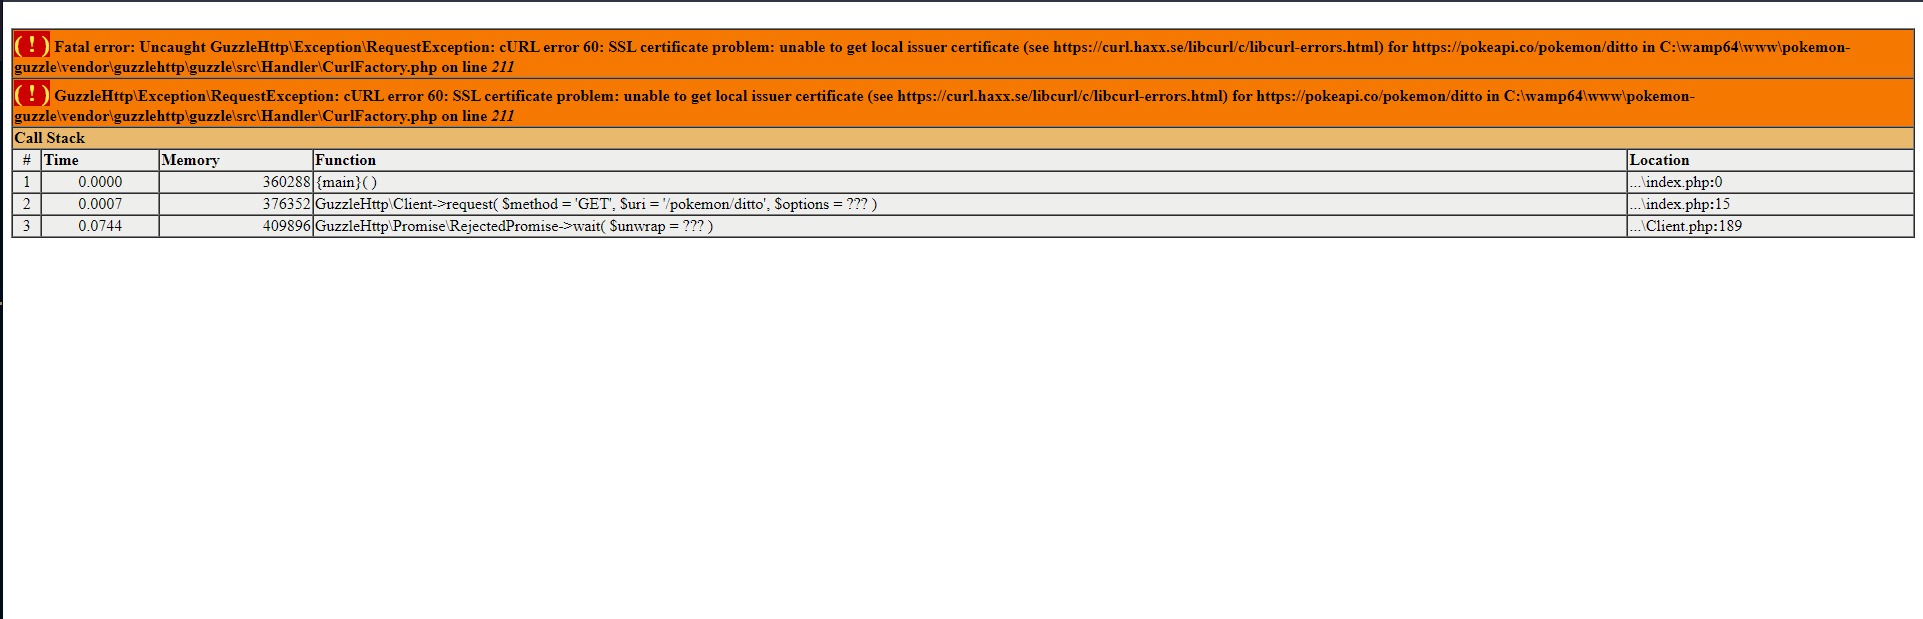 ( ! ) Fatal error: Uncaught GuzzleHttp\Exception\RequestException: cURL error 60: SSL certificate problem: unable to get local issuer certificate (see https://curl.haxx.se/libcurl/c/libcurl-errors.html) for https://pokeapi.co/pokemon/ditto in C:\wamp64\www\pokemon-
guzzle\vendor\guzzlehttp\guzzle\src\Handler\CurlFactory.php on line 211
( ! ) GuzzleHttp\Exception\RequestException: cURL error 60: SSL certificate problem: unable to get local issuer certificate (see https://curl.haxx.se/libcurl/c/libcurl-errors.html) for https://pokeapi.co/pokemon/ditto in C:\wamp64\www\pokemon-
guzzle\vendor\guzzlehttp\guzzle\src\Handler\CurlFactory.php on line 211
Call Stack
# Time Memory Function Location
1 0.0000 360288 {main}( ) ...\index.php:0
2 0.0007 376352 GuzzleHttp\Client->request( $method = 'GET', $uri = '/pokemon/ditto', $options = ??? ) ...\index.php:15
3 0.0744 409896 GuzzleHttp\Promise\RejectedPromise->wait( $unwrap = ??? ) ...\Client.php:189